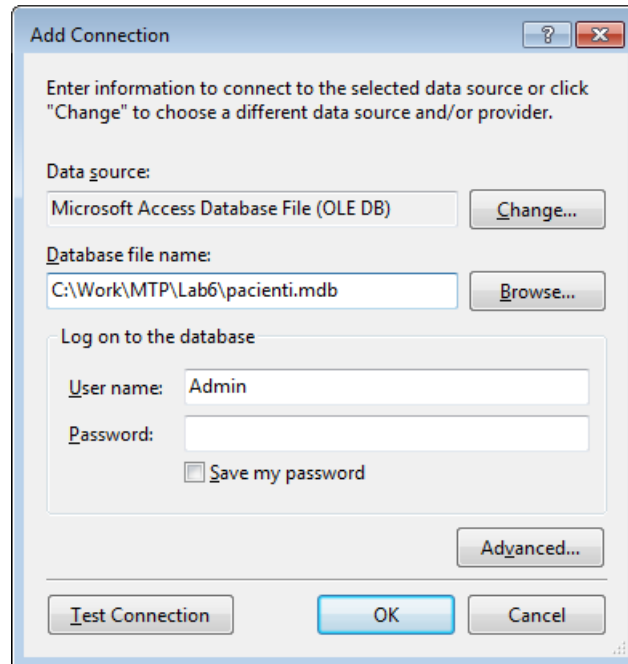 Add Connection
Enter information to connect to the selected data source or click
"Change" to choose a different data source and/or provider.
Data source:
Microsoft Access Database File (OLE DB)
Change...
Database file name:
C:\Work\MTP\Lab6\pacienti.mdb
Browse...
Log on to the database
User name:
Admin
Password:
Save my password
Advanced...
Test Connection
OK
Cancel